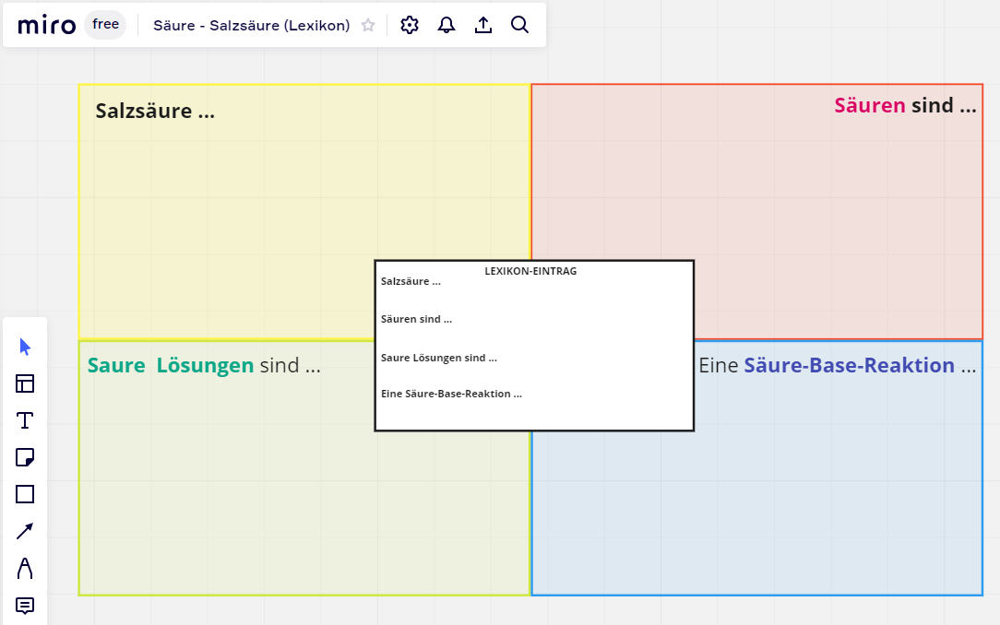 miro free Säure - Salzsäure (Lexikon)
Salzsäure ...
Säuren sind ...
LEXIKON-EINTRAG
Salzsäure ...
Säuren sind ...
Saure Lösungen sind ...
Eine Säure-Base-Reaktion ...
Saure Lösungen sind ...
Eine Säure-Base-Reaktion ...